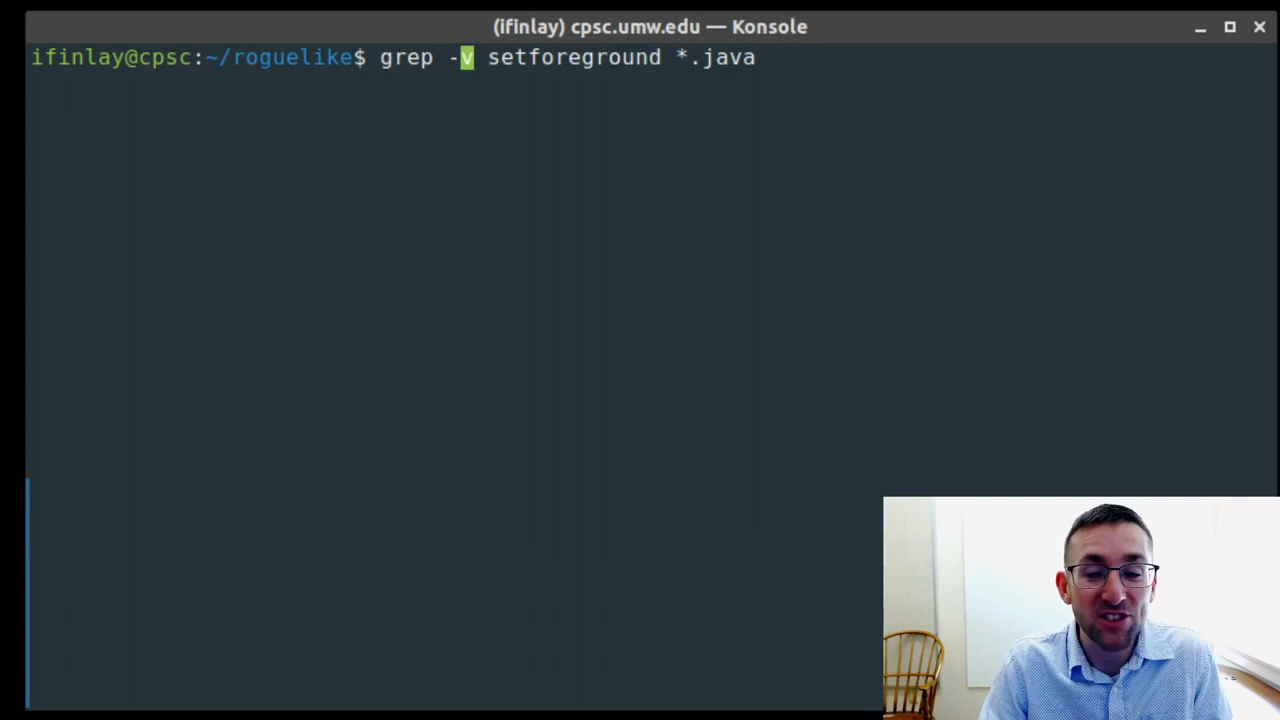 (ifinlay) cpsc.umw.edu — Konsole
ifinlay@cpsc:~/roguelike$ grep -v setforeground *.java